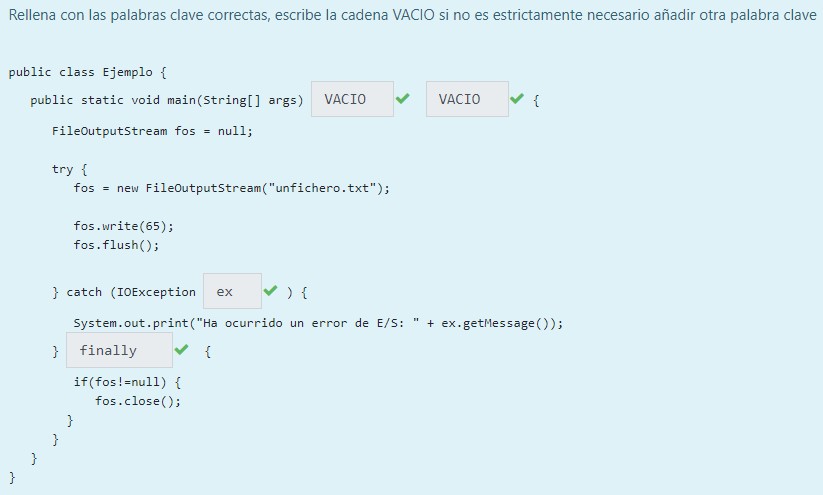 Rellena con las palabras clave correctas, escribe la cadena VACIO si no es estrictamente necesario añadir otra palabra clave
public class Ejemplo {
public static void main(String[] args) VACIO VACIO {
FileOutputStream fos = null;
try {
fos = new FileOutputStream("unfichero.txt");
fos.write(65);
fos.flush();
} catch (IOException ex ) {
System.out.print("Ha ocurrido un error de E/S: " + ex.getMessage());
} finally {
if(fos!=null) {
fos.close();
}
}
}
}